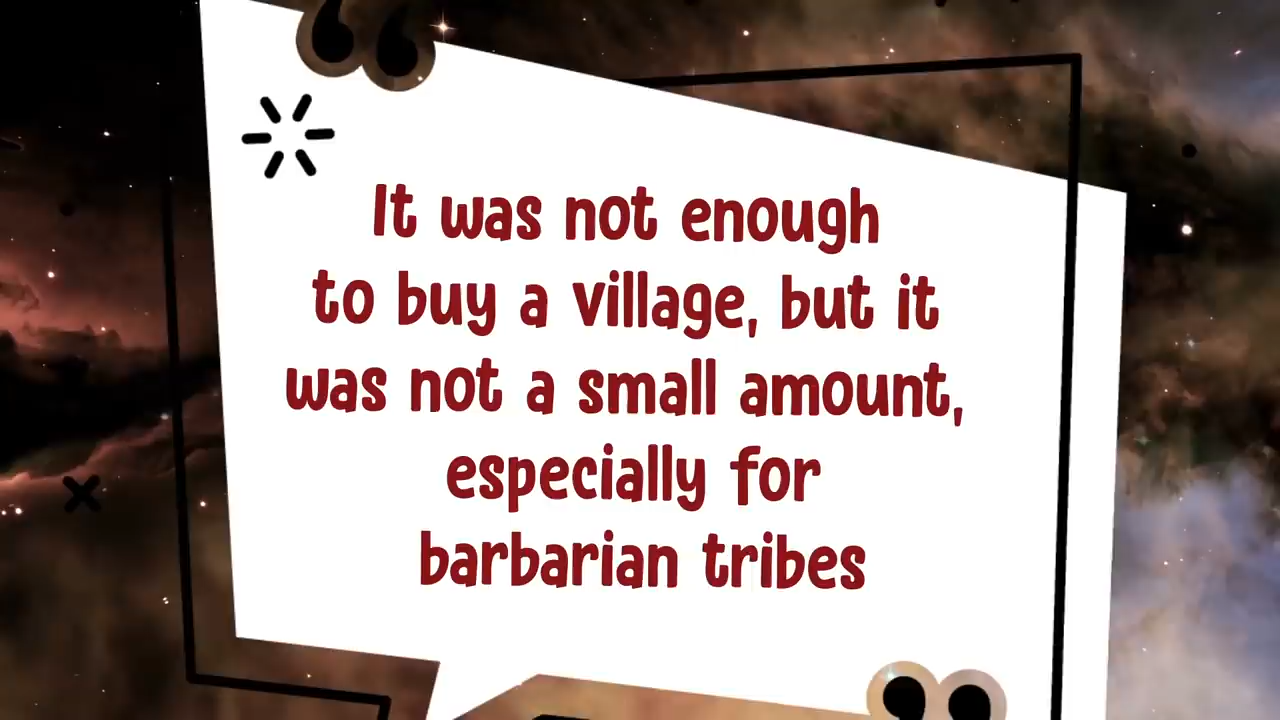 It was not enough
to buy a village, but it
was not a small amount,
especially for
barbarian tribes